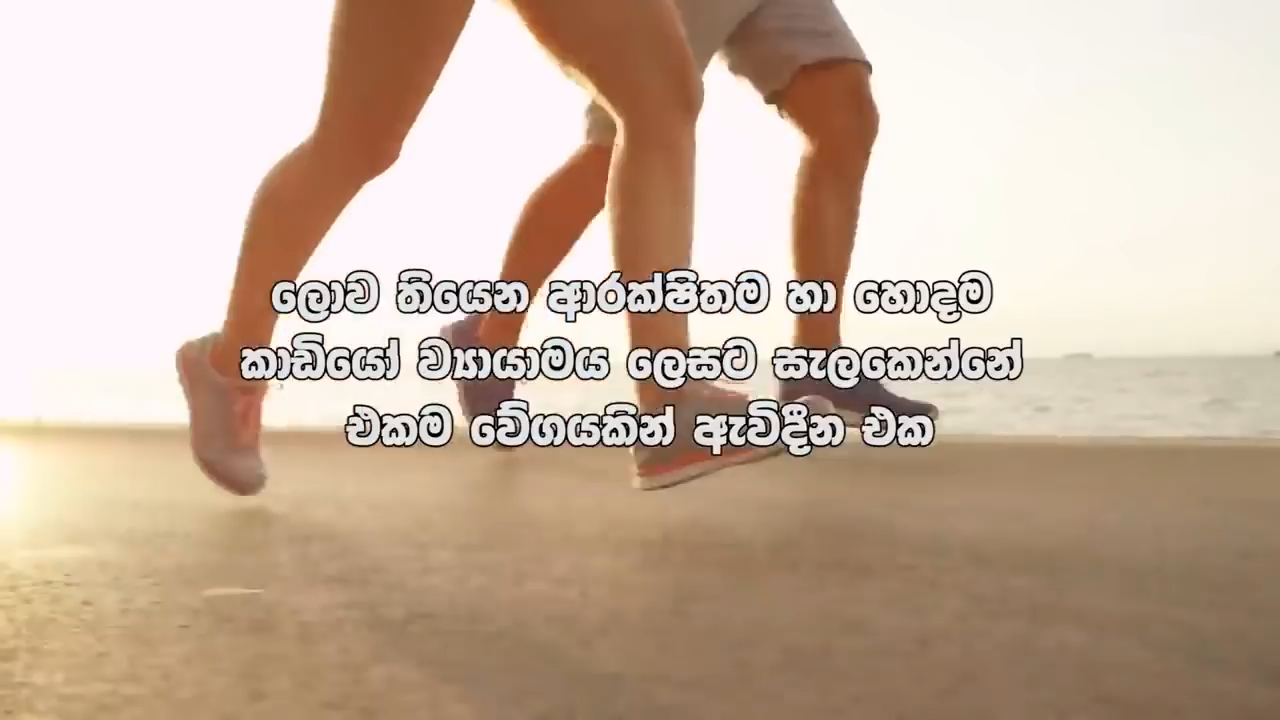 ලොව තියෙන ආරක්ෂිතම හා හොදම
කාඩියෝ ව්‍යායාමය ලෙසට සැලකෙන්නේ
එකම වේගයකින් ඇවිදීන එක